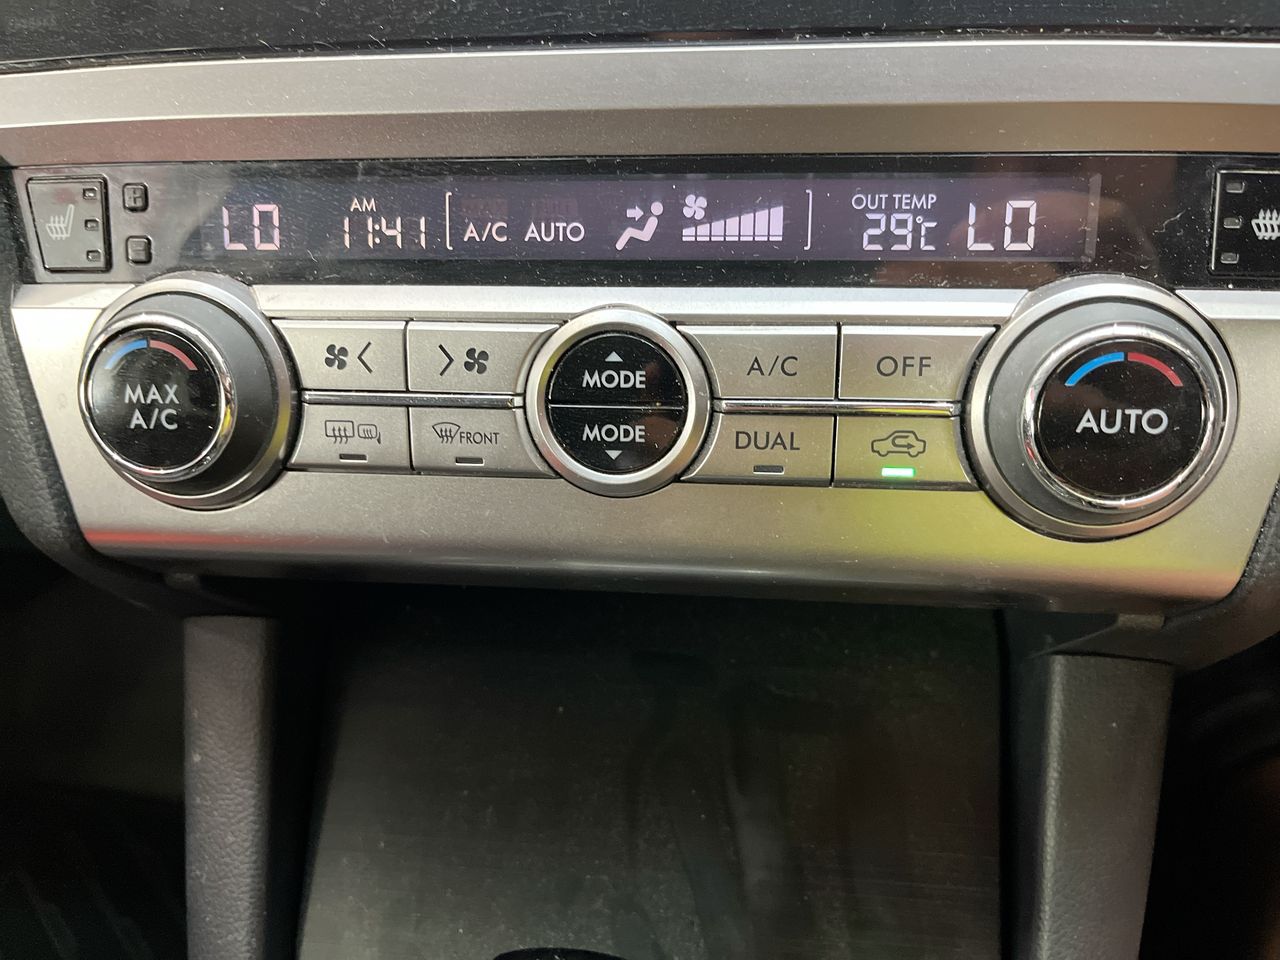 LO
AM
11:41
A/C AUTO
OUT TEMP
29°C
LO
MAX
A/C
MODE
MODE
A/C
OFF
FRONT
DUAL
AUTO